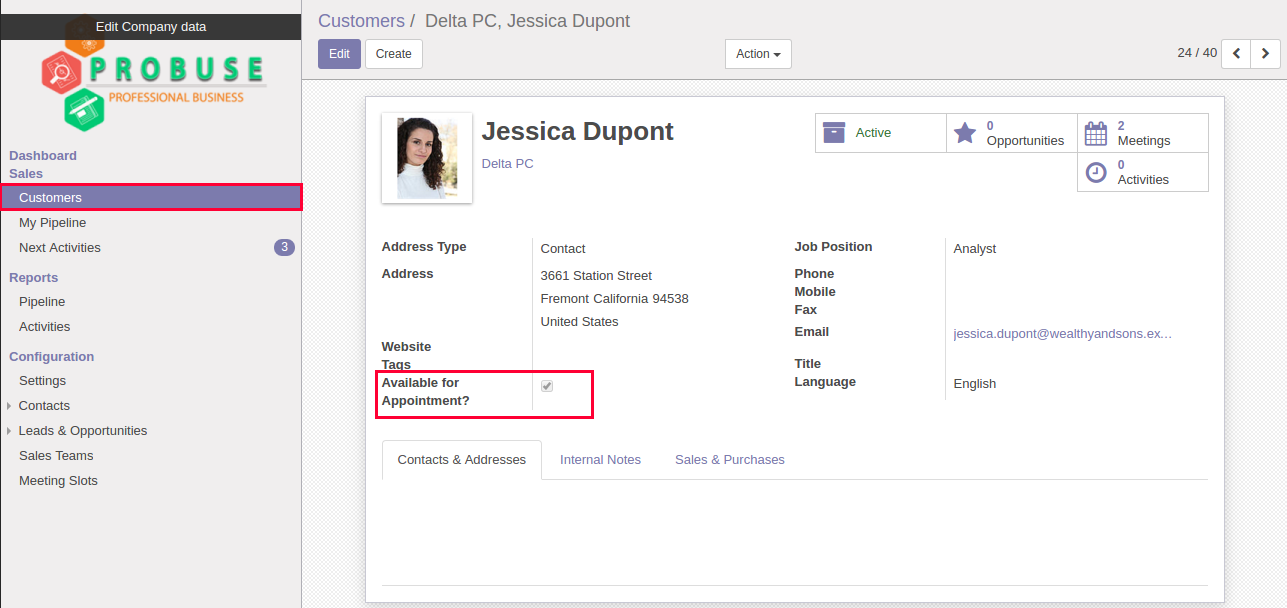 Edit Company data
PROBUSE
PROFESSIONAL BUSINESS
Dashboard
Sales
Customers
My Pipeline
Next Activities 3
Reports
Pipeline
Activities
Configuration
Settings
Contacts
Leads & Opportunities
Sales Teams
Meeting Slots
Customers / Delta PC, Jessica Dupont
Edit Create Action 24 / 40
Jessica Dupont
Delta PC
Active
0
Opportunities
2
Meetings
0
Activities
Address Type Contact
Address 3661 Station Street
Fremont California 94538
United States
Website
Tags
Available for
Appointment?
Job Position Analyst
Phone
Mobile
Fax
Email jessica.dupont@wealthyandsons.ex...
Title
Language English
Contacts & Addresses Internal Notes Sales & Purchases